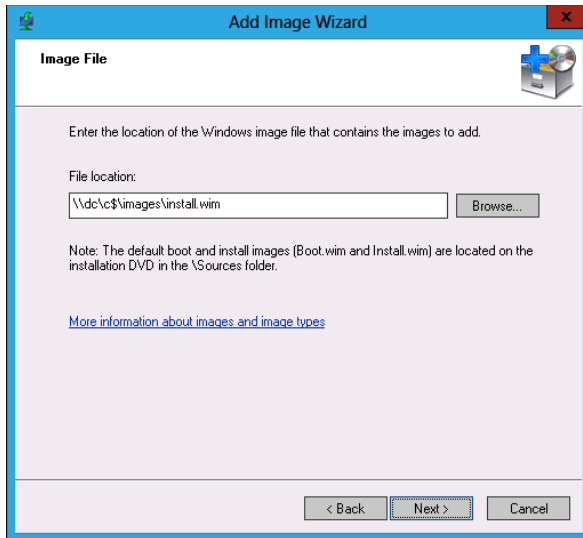 Add Image Wizard
x
Image File
Enter the location of the Windows image file that contains the images to add.
File location:
\\dc\c$\images\install.wim
Browse...
Note: The default boot and install images (Boot.wim and Install.wim) are located on the
installation DVD in the \Sources folder.
More information about images and image types
< Back
Next >
Cancel